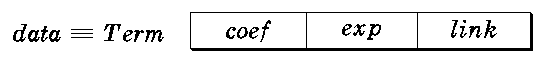 data ≡ Term coef exp link